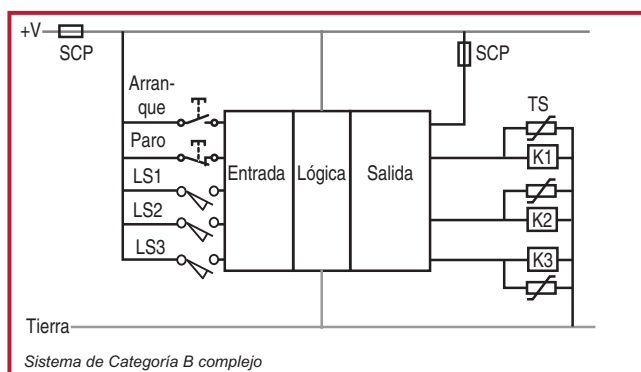 +V
SCP
SCP
Arran-
que
TS
Paro
K1
LS1
Entrada
Lógica
Salida
LS2
K2
LS3
K3
Tierra
Sistema de Categoría B complejo